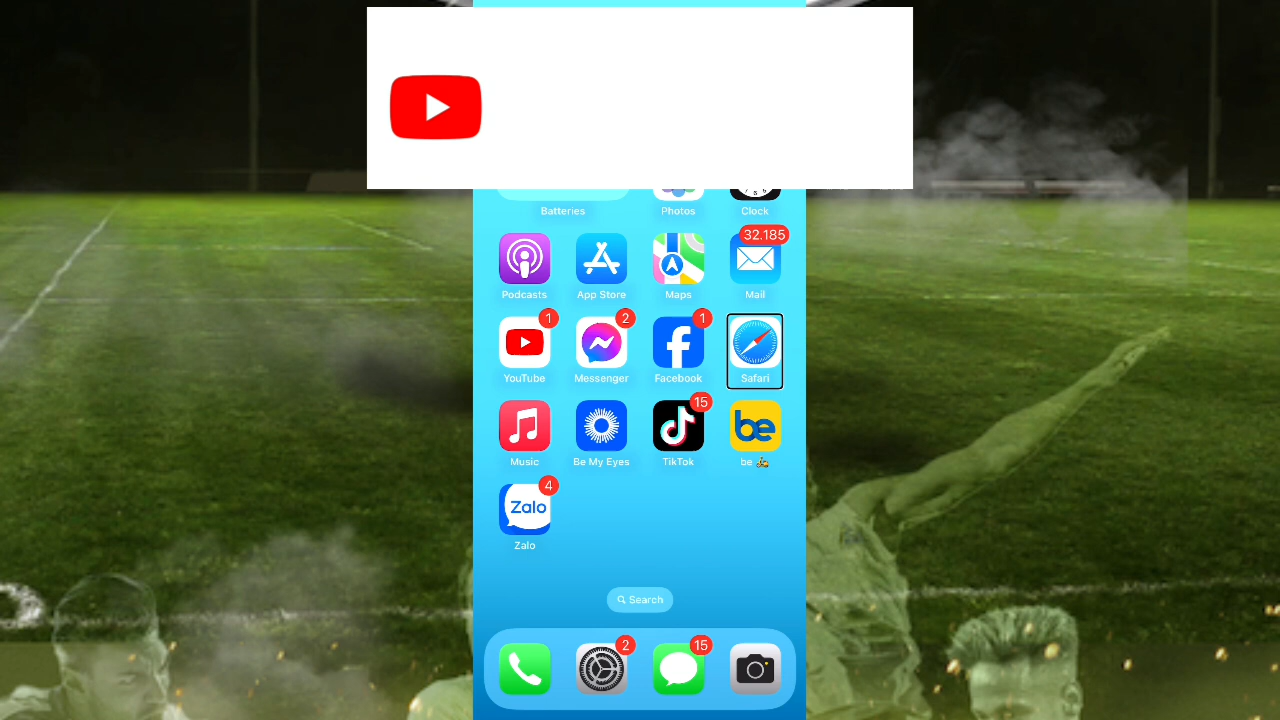 Batteries Photos Clock
32.185
Podcasts App Store Maps Mail
1 2 1
YouTube Messenger Facebook Safari
15
be
Music Be My Eyes TikTok be 🛵
4
Zalo
Zalo
Search
2 15